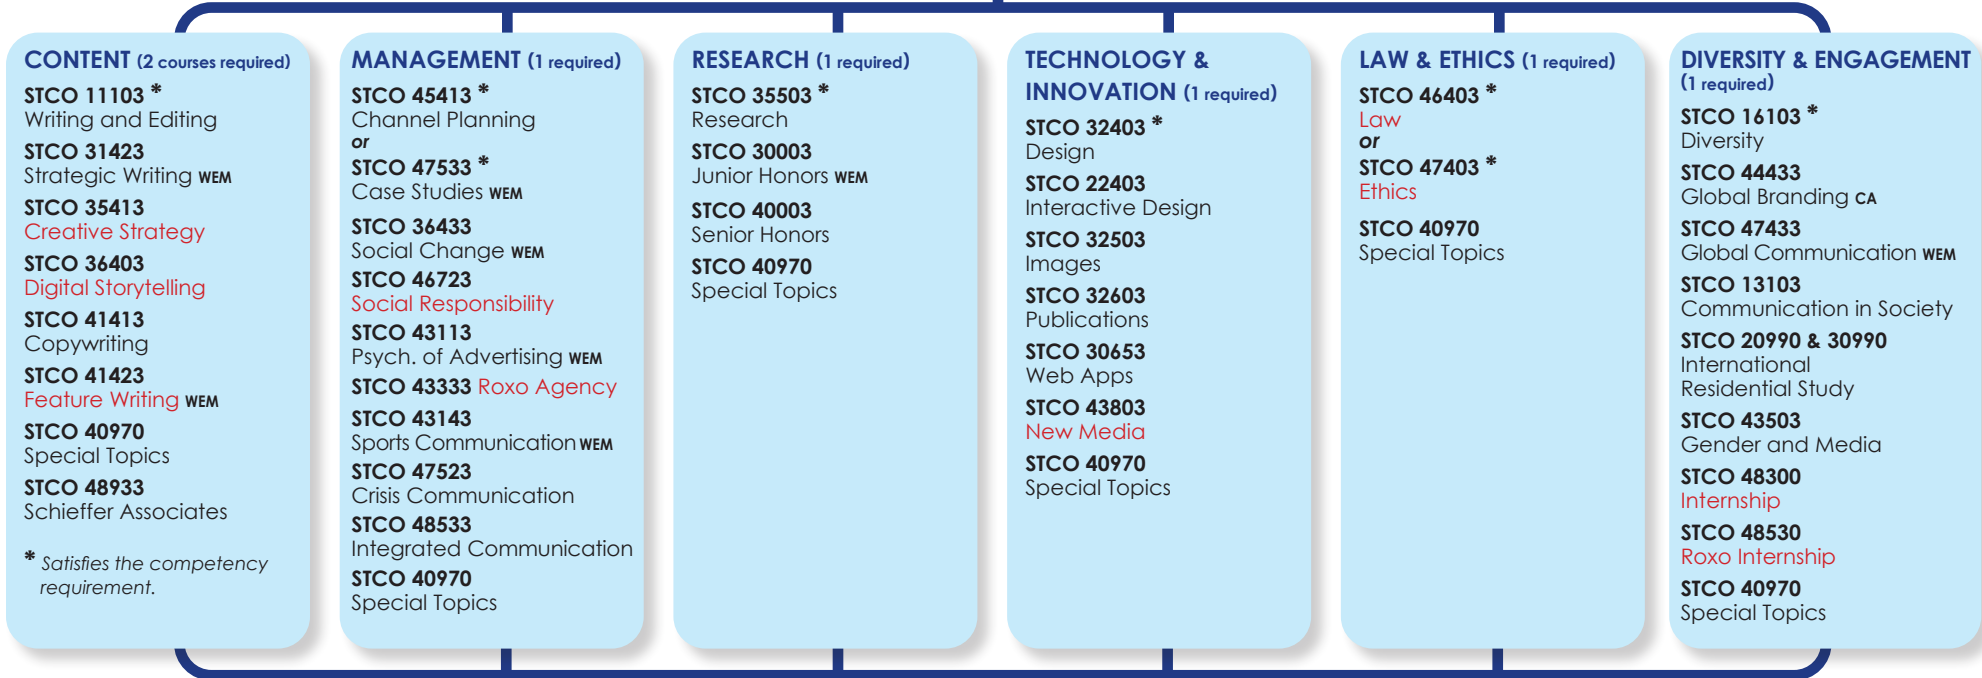 CONTENT (2 courses required)
STCO 11103 *
Writing and Editing
STCO 31423
Strategic Writing WEM
STCO 35413
Creative Strategy
STCO 36403
Digital Storytelling
STCO 41413
Copywriting
STCO 41423
Feature Writing WEM
STCO 40970
Special Topics
STCO 48933
Schieffer Associates
* Satisfies the competency
requirement.
MANAGEMENT (1 required)
STCO 45413 *
Channel Planning
or
STCO 47533 *
Case Studies WEM
STCO 36433
Social Change WEM
STCO 46723
Social Responsibility
STCO 43113
Psych. of Advertising WEM
STCO 43333 Roxo Agency
STCO 43143
Sports Communication WEM
STCO 47523
Crisis Communication
STCO 48533
Integrated Communication
STCO 40970
Special Topics
RESEARCH (1 required)
STCO 35503 *
Research
STCO 30003
Junior Honors WEM
STCO 40003
Senior Honors
STCO 40970
Special Topics
TECHNOLOGY &
INNOVATION (1 required)
STCO 32403 *
Design
STCO 22403
Interactive Design
STCO 32503
Images
STCO 32603
Publications
STCO 30653
Web Apps
STCO 43803
New Media
STCO 40970
Special Topics
LAW & ETHICS (1 required)
STCO 46403 *
Law
or
STCO 47403 *
Ethics
STCO 40970
Special Topics
DIVERSITY & ENGAGEMENT
(1 required)
STCO 16103 *
Diversity
STCO 44433
Global Branding CA
STCO 47433
Global Communication WEM
STCO 13103
Communication in Society
STCO 20990 & 30990
International
Residential Study
STCO 43503
Gender and Media
STCO 48300
Internship
STCO 48530
Roxo Internship
STCO 40970
Special Topics